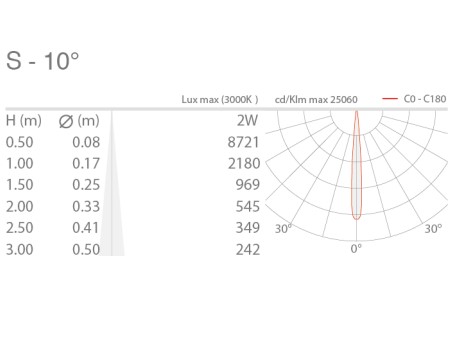 S - 10°
Lux max (3000K ) cd/Klm max 25060 C0 - C180
H (m) Ø (m) 2W
0.50 0.08 8721
1.00 0.17 2180
1.50 0.25 969
2.00 0.33 545
2.50 0.41 349
3.00 0.50 242
30° 30°
0°